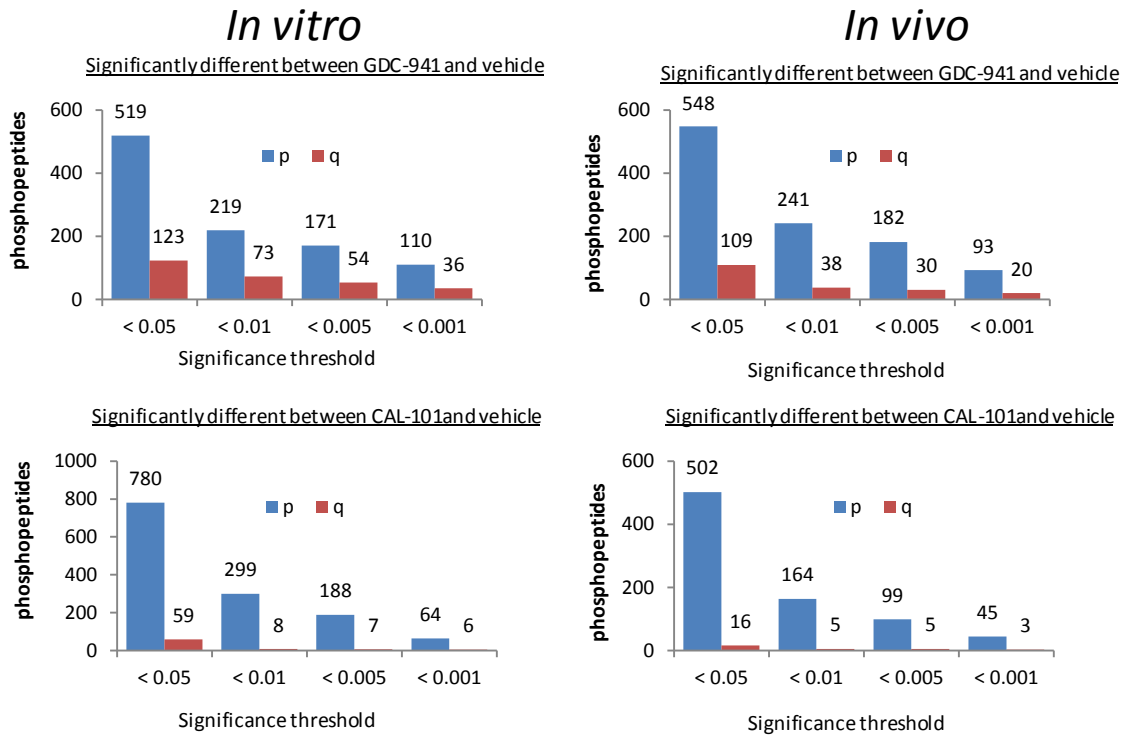 In vitro
Significantly different between GDC-941 and vehicle
phosphopeptides
600
400
200
0
519
123
219
73
171
54
110
36
p q
< 0.05 < 0.01 < 0.005 < 0.001
Significance threshold
In vivo
Significantly different between GDC-941 and vehicle
phosphopeptides
600
400
200
0
548
109
241
38
182
30
93
20
p q
< 0.05 < 0.01 < 0.005 < 0.001
Significance threshold
Significantly different between CAL-101and vehicle
phosphopeptides
1000
800
600
400
200
0
780
59
299
8
188
7
64
6
p q
< 0.05 < 0.01 < 0.005 < 0.001
Significance threshold
Significantly different between CAL-101and vehicle
phosphopeptides
600
400
200
0
502
16
164
5
99
5
45
3
p q
< 0.05 < 0.01 < 0.005 < 0.001
Significance threshold